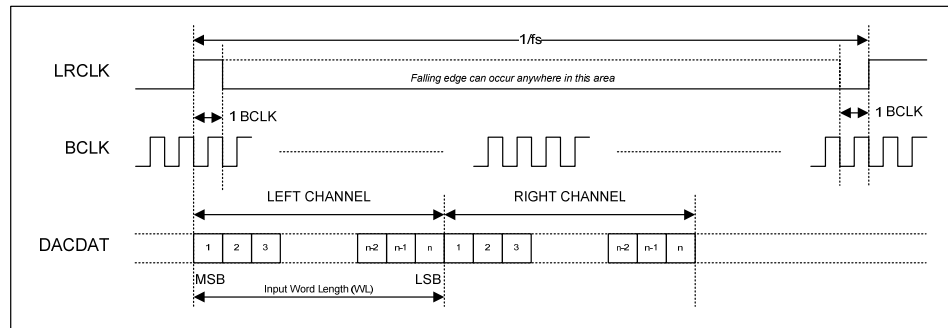 1/fs
LRCLK
Falling edge can occur anywhere in this area
1 BCLK
1 BCLK
BCLK
LEFT CHANNEL
RIGHT CHANNEL
DACDAT
1 2 3 n-2 n-1 n 1 2 3 n-2 n-1 n
MSB
LSB
Input Word Length (WL)